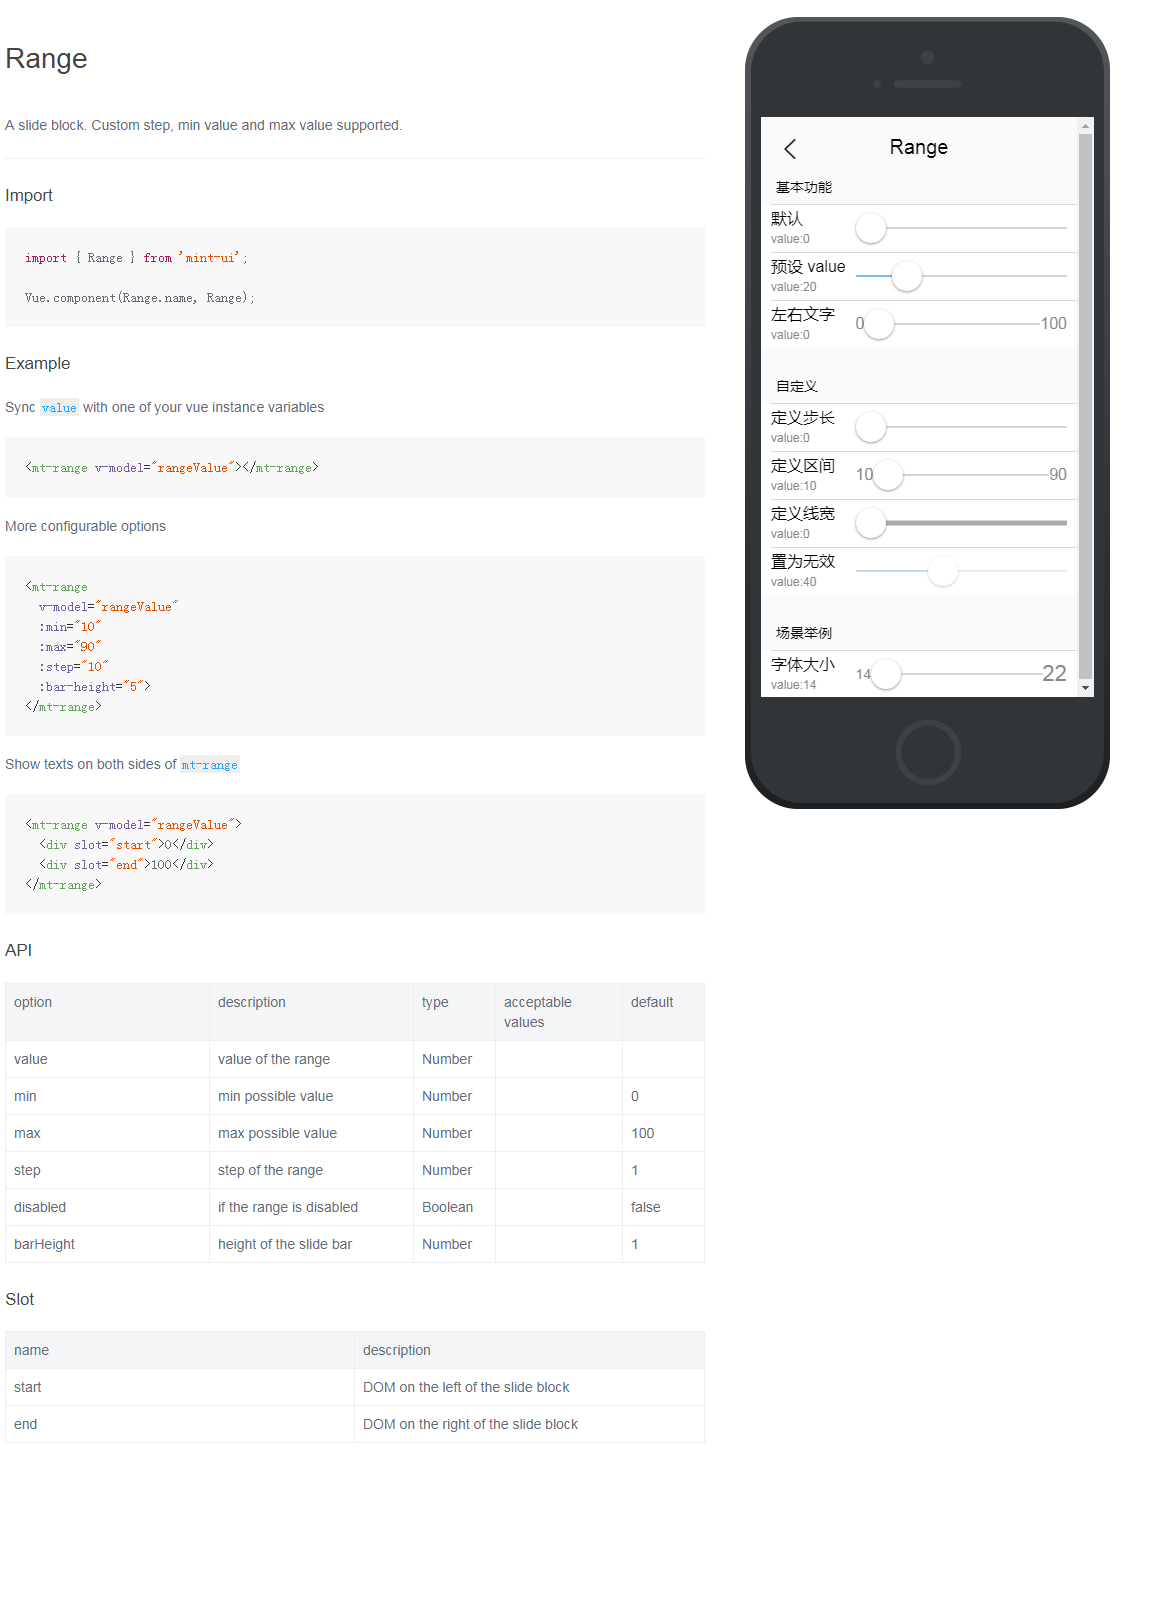 Range
A slide block. Custom step, min value and max value supported.
Import
import { Range } from 'mint-ui';
Vue.component(Range.name, Range);
Example
Sync value with one of your vue instance variables
<mt-range v-model="rangeValue"></mt-range>
More configurable options
<mt-range
  v-model="rangeValue"
  :min="10"
  :max="90"
  :step="10"
  :bar-height="5">
</mt-range>
Show texts on both sides of mt-range
<mt-range v-model="rangeValue">
  <div slot="start">0</div>
  <div slot="end">100</div>
</mt-range>
API
option description type acceptable values default
value value of the range Number
min min possible value Number 0
max max possible value Number 100
step step of the range Number 1
disabled if the range is disabled Boolean false
barHeight height of the slide bar Number 1
Slot
name description
start DOM on the left of the slide block
end DOM on the right of the slide block
Range
基本功能
默认
value:0
预设 value
value:20
左右文字
value:0
0 100
自定义
定义步长
value:0
定义区间
value:10
10 90
定义线宽
value:0
置为无效
value:40
场景举例
字体大小
value:14
14 22